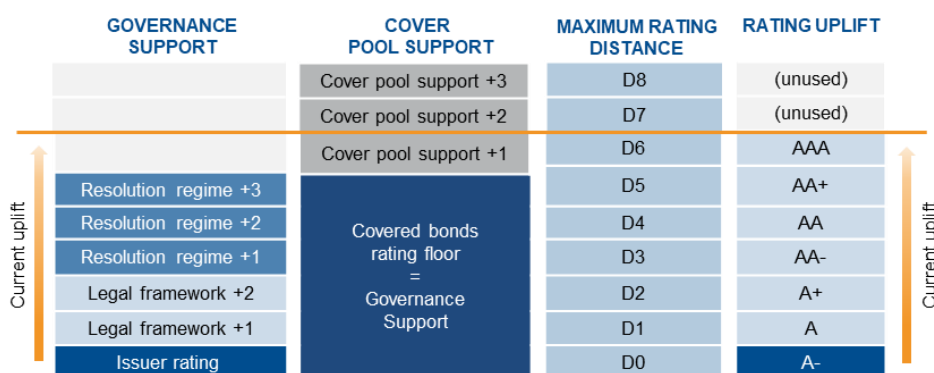 GOVERNANCE
SUPPORT
COVER
POOL SUPPORT
MAXIMUM RATING
DISTANCE
RATING UPLIFT
Cover pool support +3
D8
(unused)
Cover pool support +2
D7
(unused)
Cover pool support +1
D6
AAA
Resolution regime +3
D5
AA+
Resolution regime +2
D4
AA
Resolution regime +1
D3
AA-
Legal framework +2
D2
A+
Legal framework +1
D1
A
Issuer rating
D0
A-
Covered bonds
rating floor
=
Governance
Support
Current uplift
Current uplift